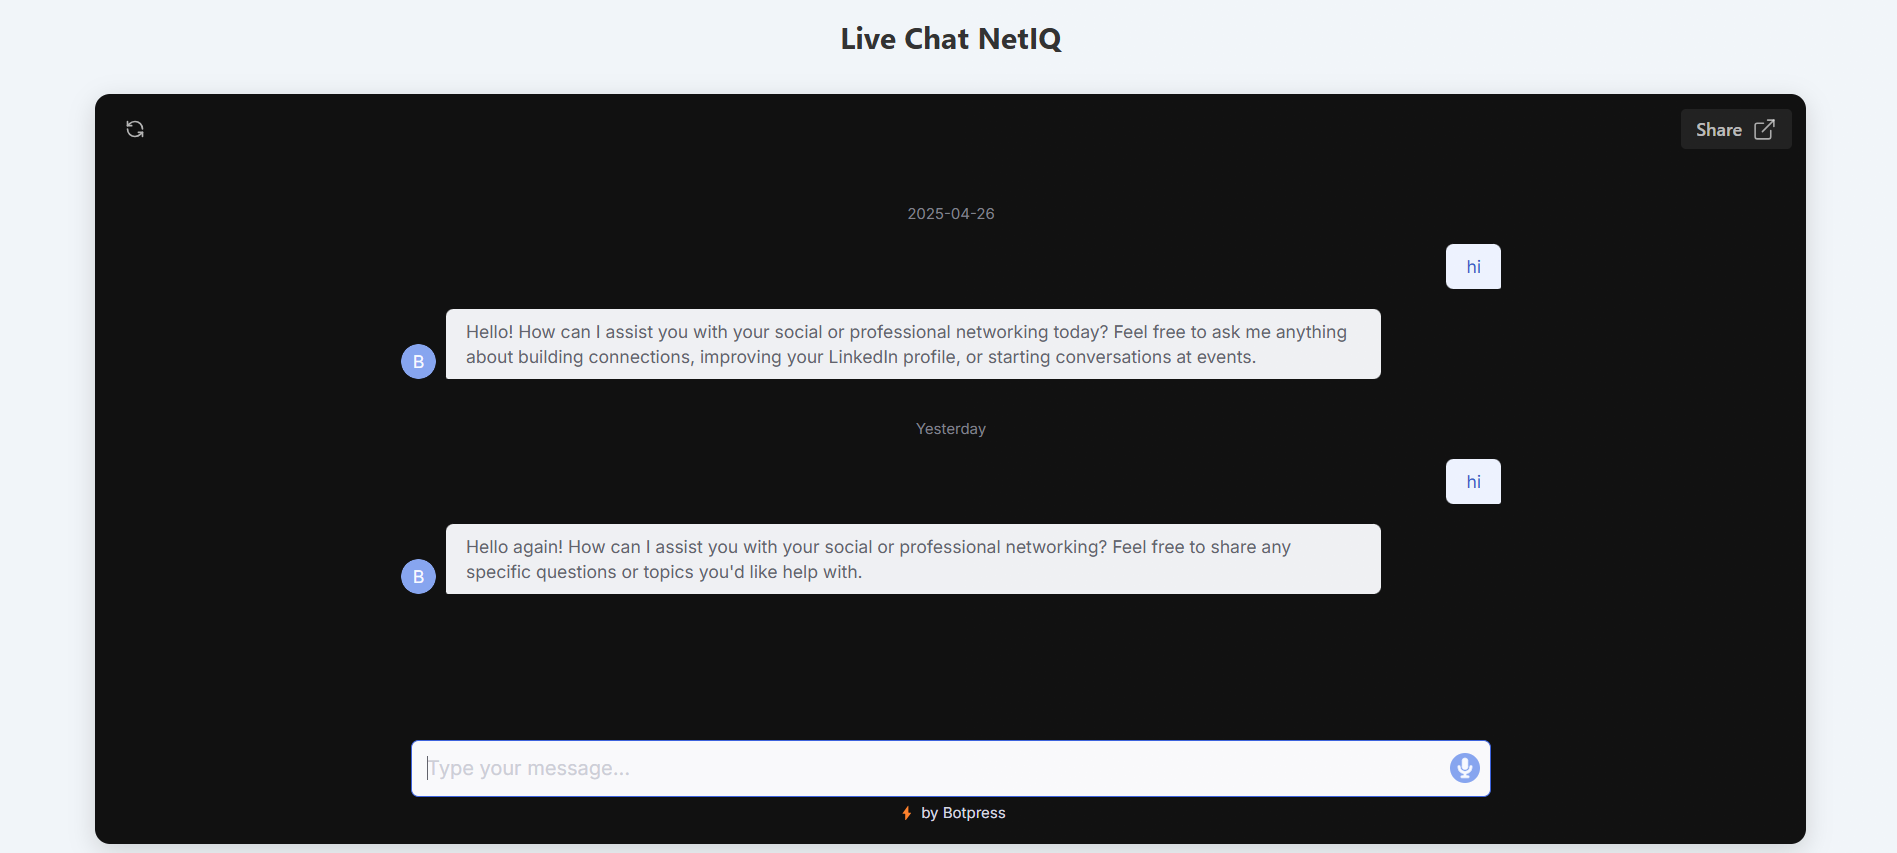 Live Chat NetIQ
Share
2025-04-26
hi
Hello! How can I assist you with your social or professional networking today? Feel free to ask me anything
about building connections, improving your LinkedIn profile, or starting conversations at events.
B
Yesterday
hi
Hello again! How can I assist you with your social or professional networking? Feel free to share any
specific questions or topics you'd like help with.
B
Type your message...
by Botpress